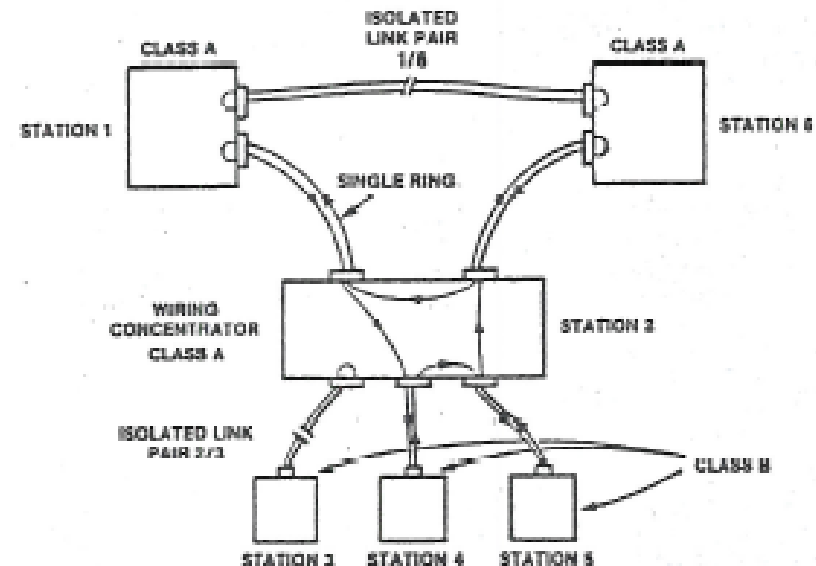 ISOLATED
LINK PAIR
1/6
CLASS A
CLASS A
STATION 1
STATION 6
SINGLE RING
WIRING
CONCENTRATOR
CLASS A
STATION 2
ISOLATED LINK
PAIR 2/3
CLASS B
STATION 3
STATION 4
STATION 5